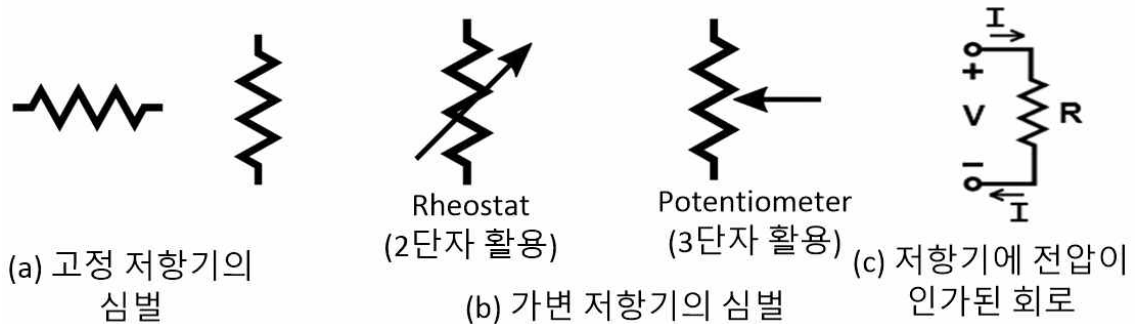 I
+
V
R
−
I
Rheostat
(2단자 활용)
Potentiometer
(3단자 활용)
(a) 고정 저항기의
심벌
(b) 가변 저항기의 심벌
(c) 저항기에 전압이
인가된 회로